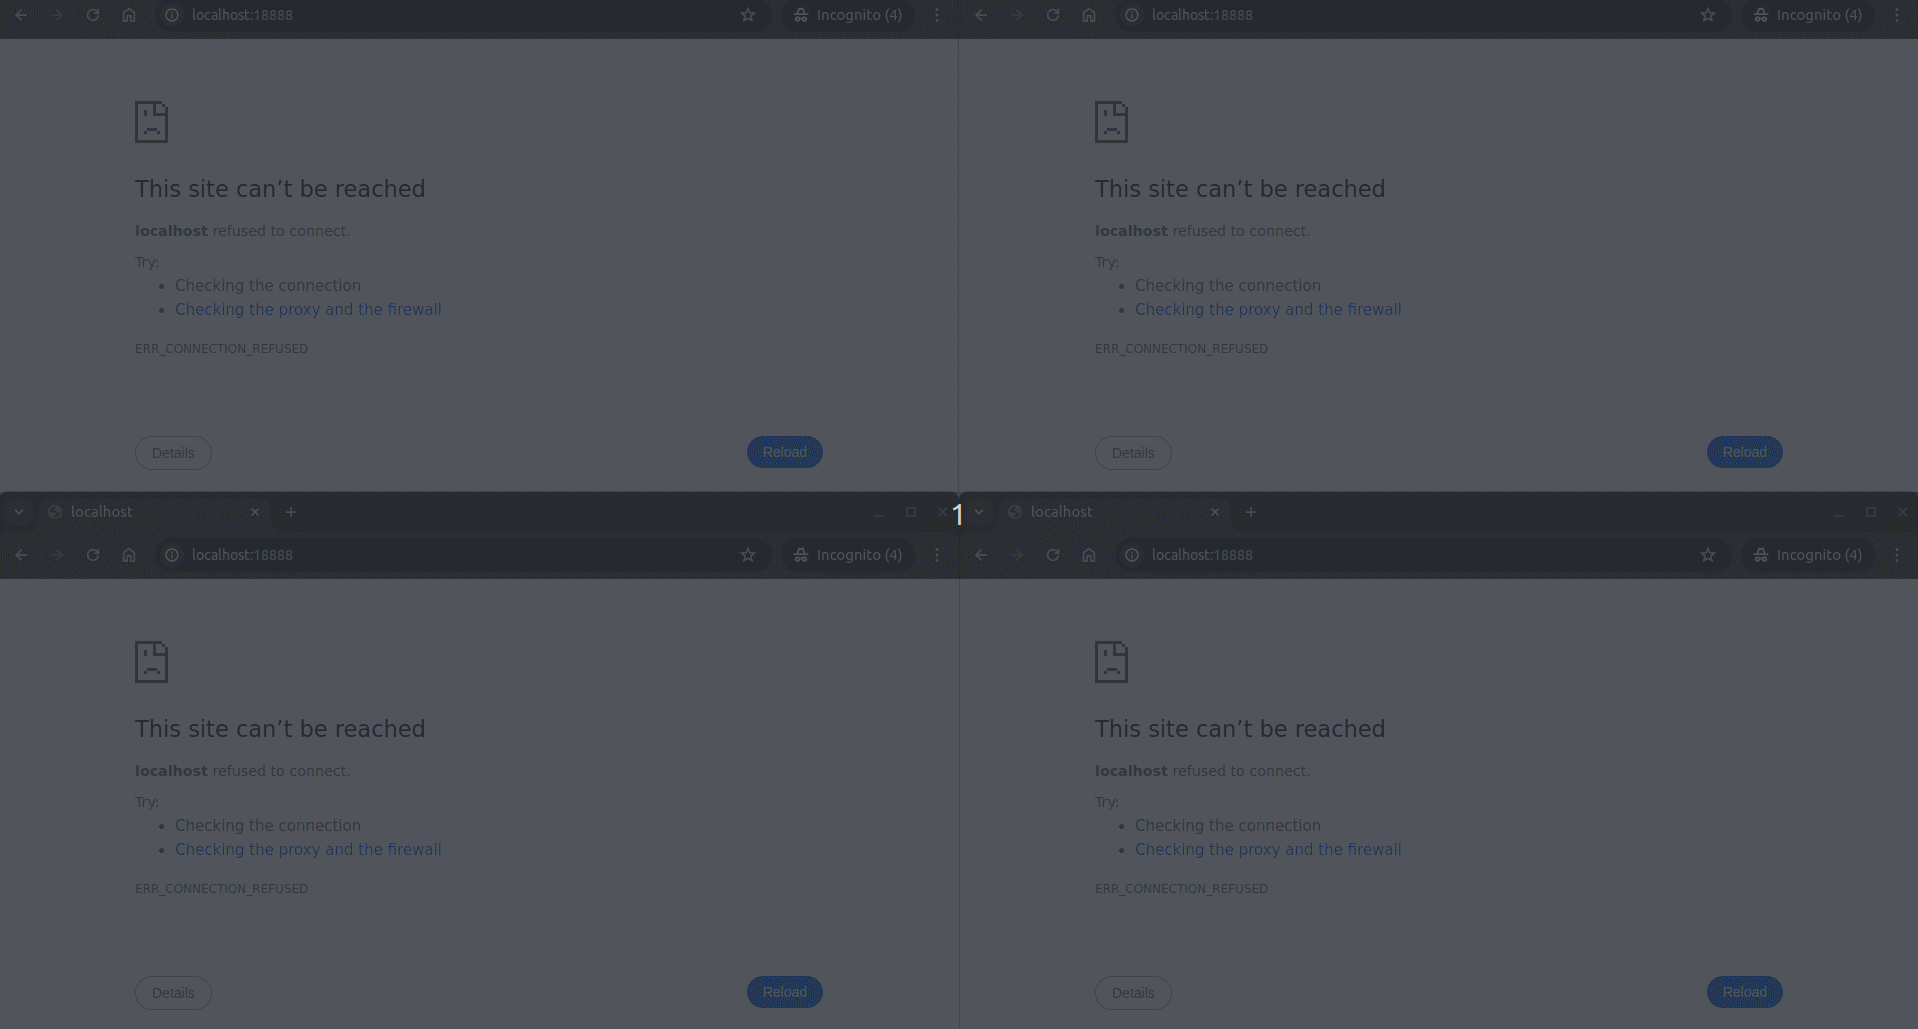 localhost:18888
Incognito (4)
This site can’t be reached
localhost refused to connect.
Try:
Checking the connection
Checking the proxy and the firewall
ERR_CONNECTION_REFUSED
Details
Reload
localhost:18888
Incognito (4)
This site can’t be reached
localhost refused to connect.
Try:
Checking the connection
Checking the proxy and the firewall
ERR_CONNECTION_REFUSED
Details
Reload
1
localhost
localhost:18888
Incognito (4)
This site can’t be reached
localhost refused to connect.
Try:
Checking the connection
Checking the proxy and the firewall
ERR_CONNECTION_REFUSED
Details
Reload
localhost
localhost:18888
Incognito (4)
This site can’t be reached
localhost refused to connect.
Try:
Checking the connection
Checking the proxy and the firewall
ERR_CONNECTION_REFUSED
Details
Reload